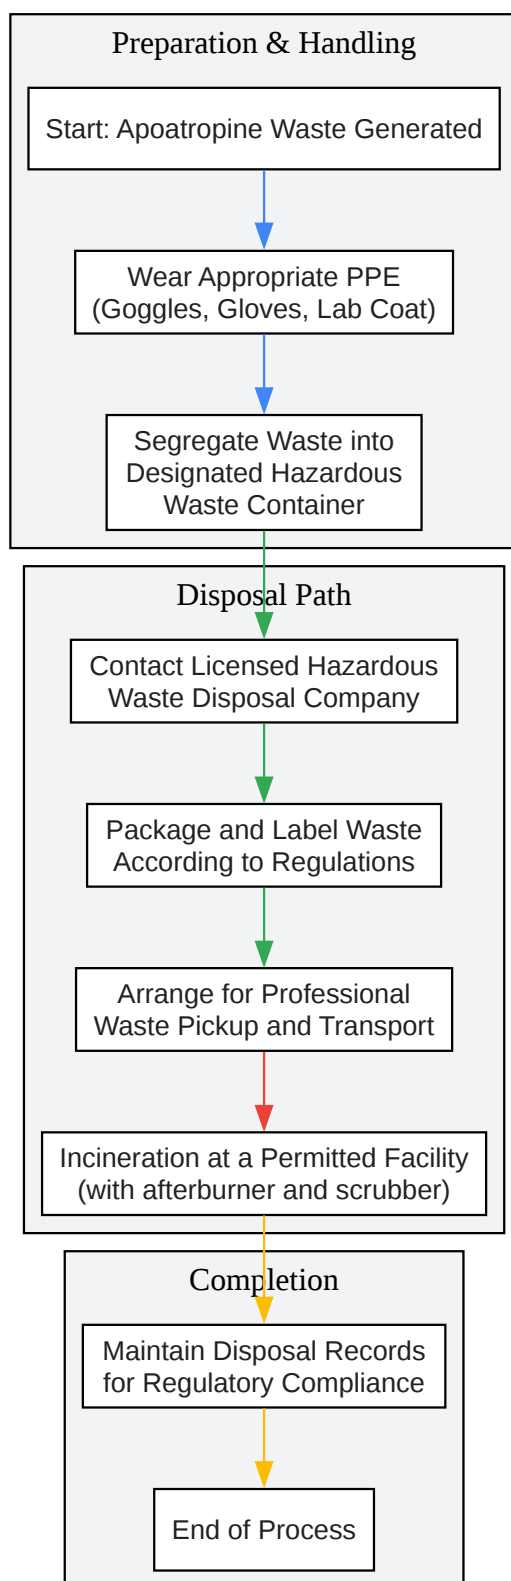 Preparation & Handling
Start: Apoatropine Waste Generated
Wear Appropriate PPE
(Goggles, Gloves, Lab Coat)
Segregate Waste into
Designated Hazardous
Waste Container
Disposal Path
Contact Licensed Hazardous
Waste Disposal Company
Package and Label Waste
According to Regulations
Arrange for Professional
Waste Pickup and Transport
Incineration at a Permitted Facility
(with afterburner and scrubber)
Completion
Maintain Disposal Records
for Regulatory Compliance
End of Process